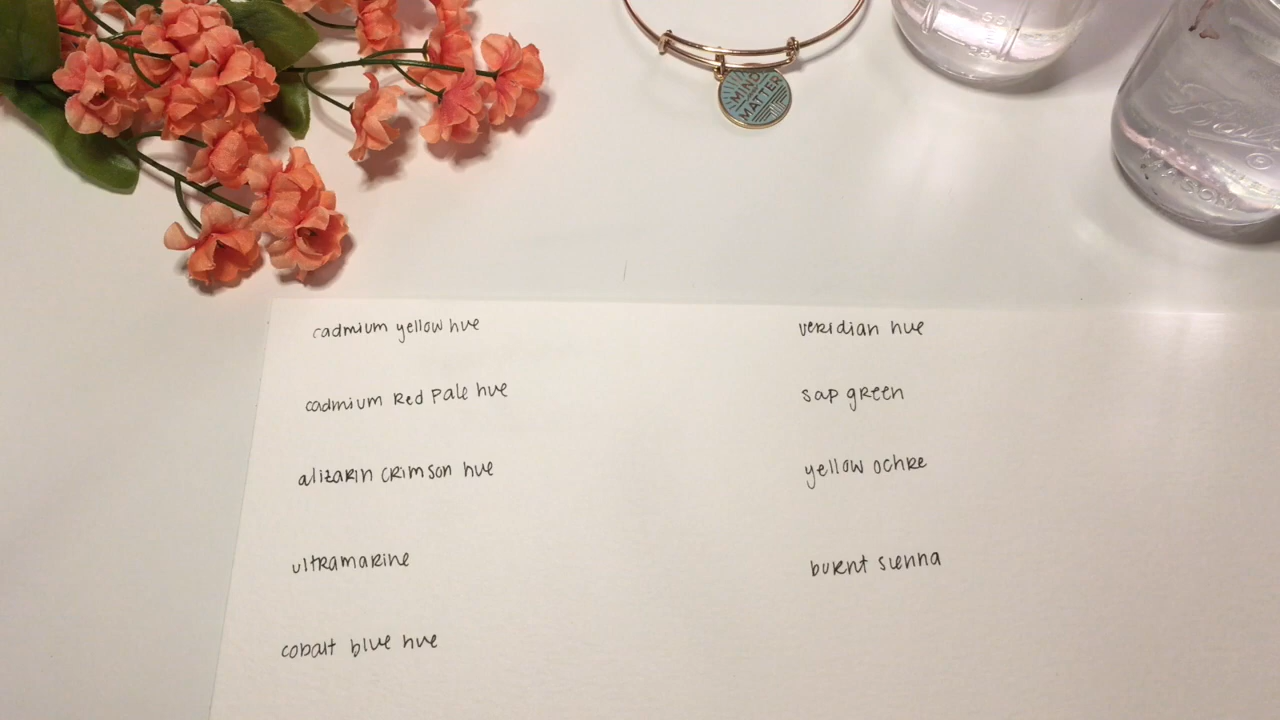 MIND
MATTER
cadmium yellow hue
cadmium red pale hue
alizarin crimson hue
ultramarine
cobalt blue hue
veridian hue
sap green
yellow ochre
burnt sienna